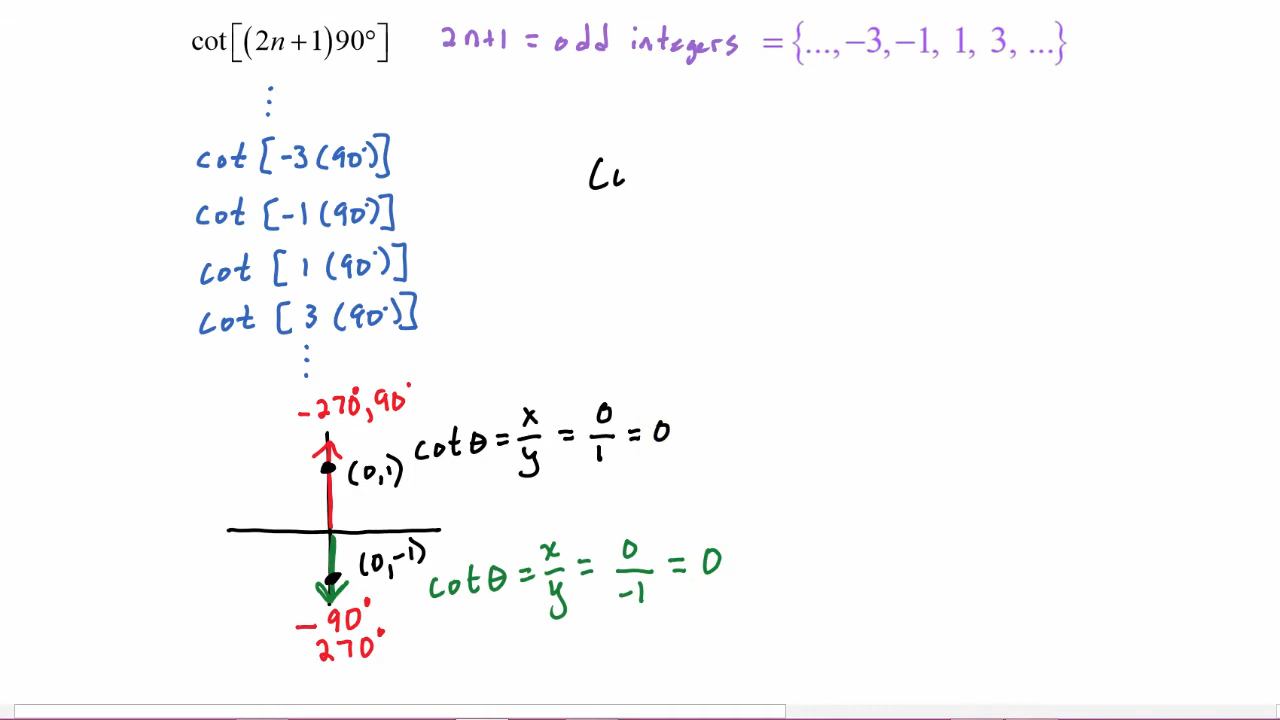 cot[(2n+1)90°] 2n+1 = odd integers = {..., −3, −1, 1, 3, ...}
⋮
cot [-3 (90°)]
cot [-1 (90°)]
cot [ 1 (90°)]
cot [ 3 (90°)]
⋮
-270°, 90°
(0,1) cot θ = x/y = 0/1 = 0
(0,-1) cot θ = x/y = 0/-1 = 0
-90°
270°